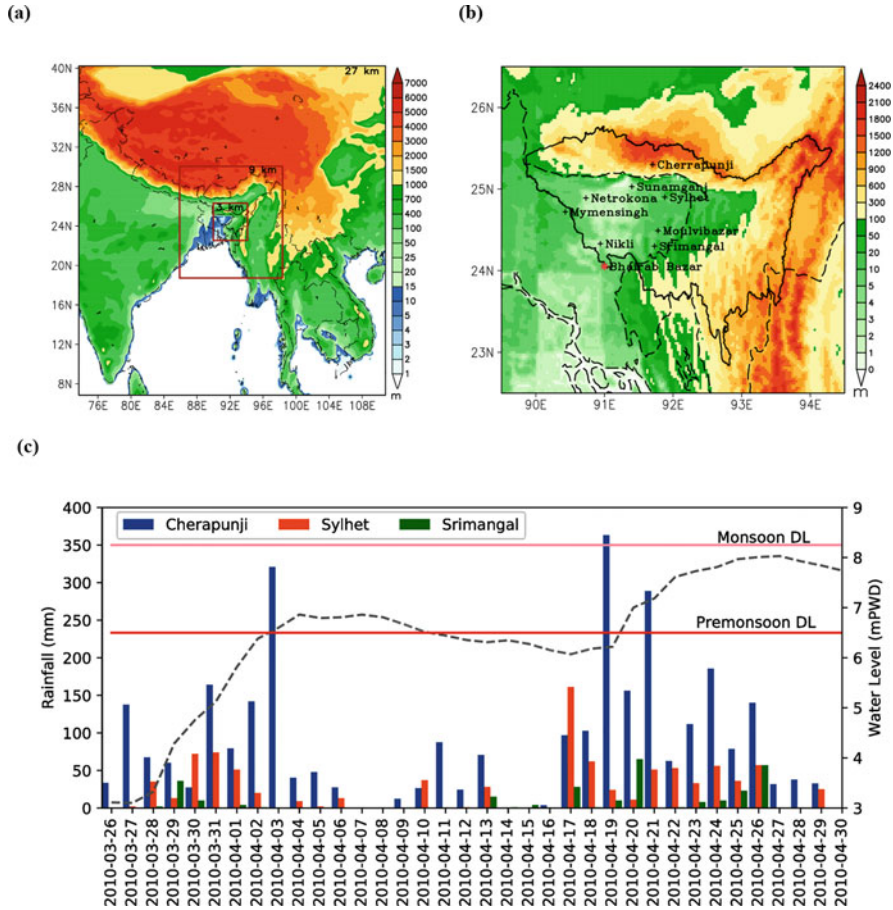 (a)
(b)
27 km
9 km
3 km
40N
36N
32N
28N
24N
20N
16N
12N
8N
76E 80E 84E 88E 92E 96E 100E 104E 108E
7000
6000
5000
4000
3000
2000
1000
400
100
50
25
20
15
10
5
4
3
2
1
m
26N
25N
24N
23N
90E 91E 92E 93E 94E
Cherrapunji
Sunamganj
Netrokona
Sylhet
Mymensingh
Moulvibazar
Nikli
Srimangal
Bhairab Bazar
2400
2100
1800
1500
1200
900
600
300
100
50
20
10
5
4
3
2
1
0
m
(c)
Cherapunji Sylhet Srimangal
Monsoon DL
Premonsoon DL
Rainfall (mm)
400
350
300
250
200
150
100
50
0
Water Level (mPWD)
9
8
7
6
5
4
3
2010-03-26
2010-03-27
2010-03-28
2010-03-29
2010-03-30
2010-03-31
2010-04-01
2010-04-02
2010-04-03
2010-04-04
2010-04-05
2010-04-06
2010-04-07
2010-04-08
2010-04-09
2010-04-10
2010-04-11
2010-04-12
2010-04-13
2010-04-14
2010-04-15
2010-04-16
2010-04-17
2010-04-18
2010-04-19
2010-04-20
2010-04-21
2010-04-22
2010-04-23
2010-04-24
2010-04-25
2010-04-26
2010-04-27
2010-04-28
2010-04-29
2010-04-30